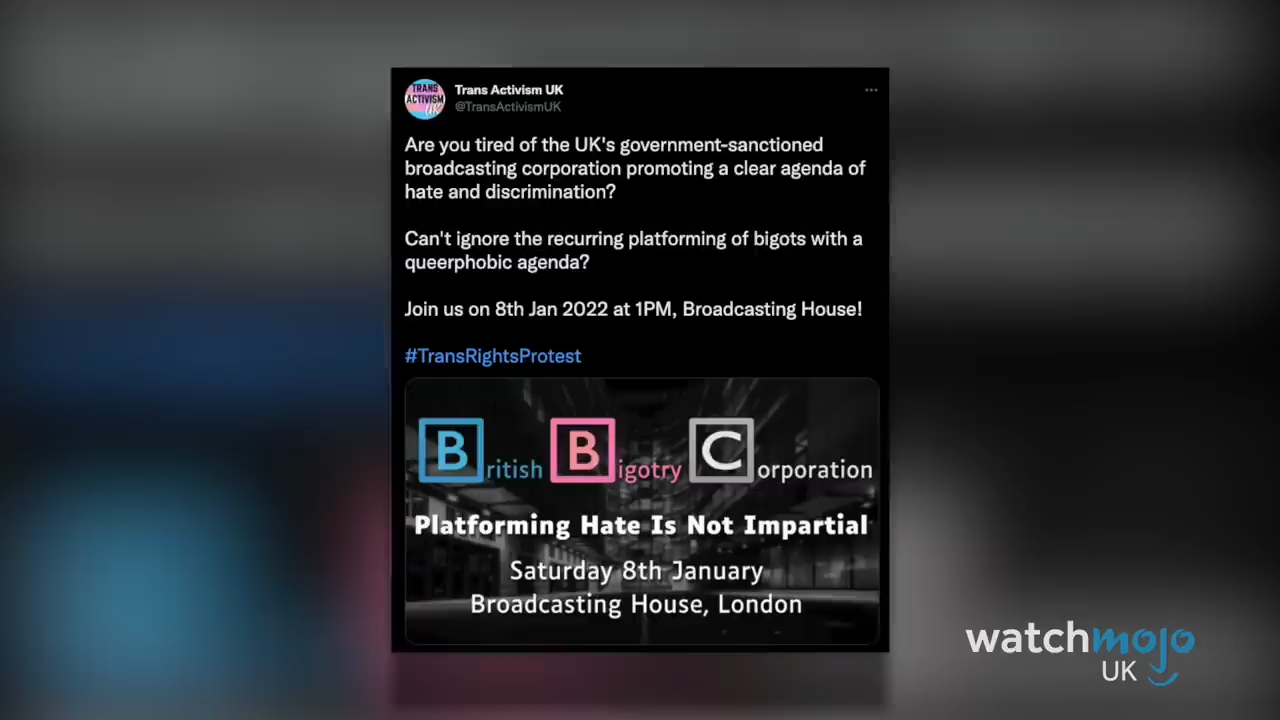 TRANS
ACTIVISM
UK
Trans Activism UK
@TransActivismUK
Are you tired of the UK's government-sanctioned
broadcasting corporation promoting a clear agenda of
hate and discrimination?
Can't ignore the recurring platforming of bigots with a
queerphobic agenda?
Join us on 8th Jan 2022 at 1PM, Broadcasting House!
#TransRightsProtest
British Bigotry Corporation
Platforming Hate Is Not Impartial
Saturday 8th January
Broadcasting House, London
watchmojo
UK